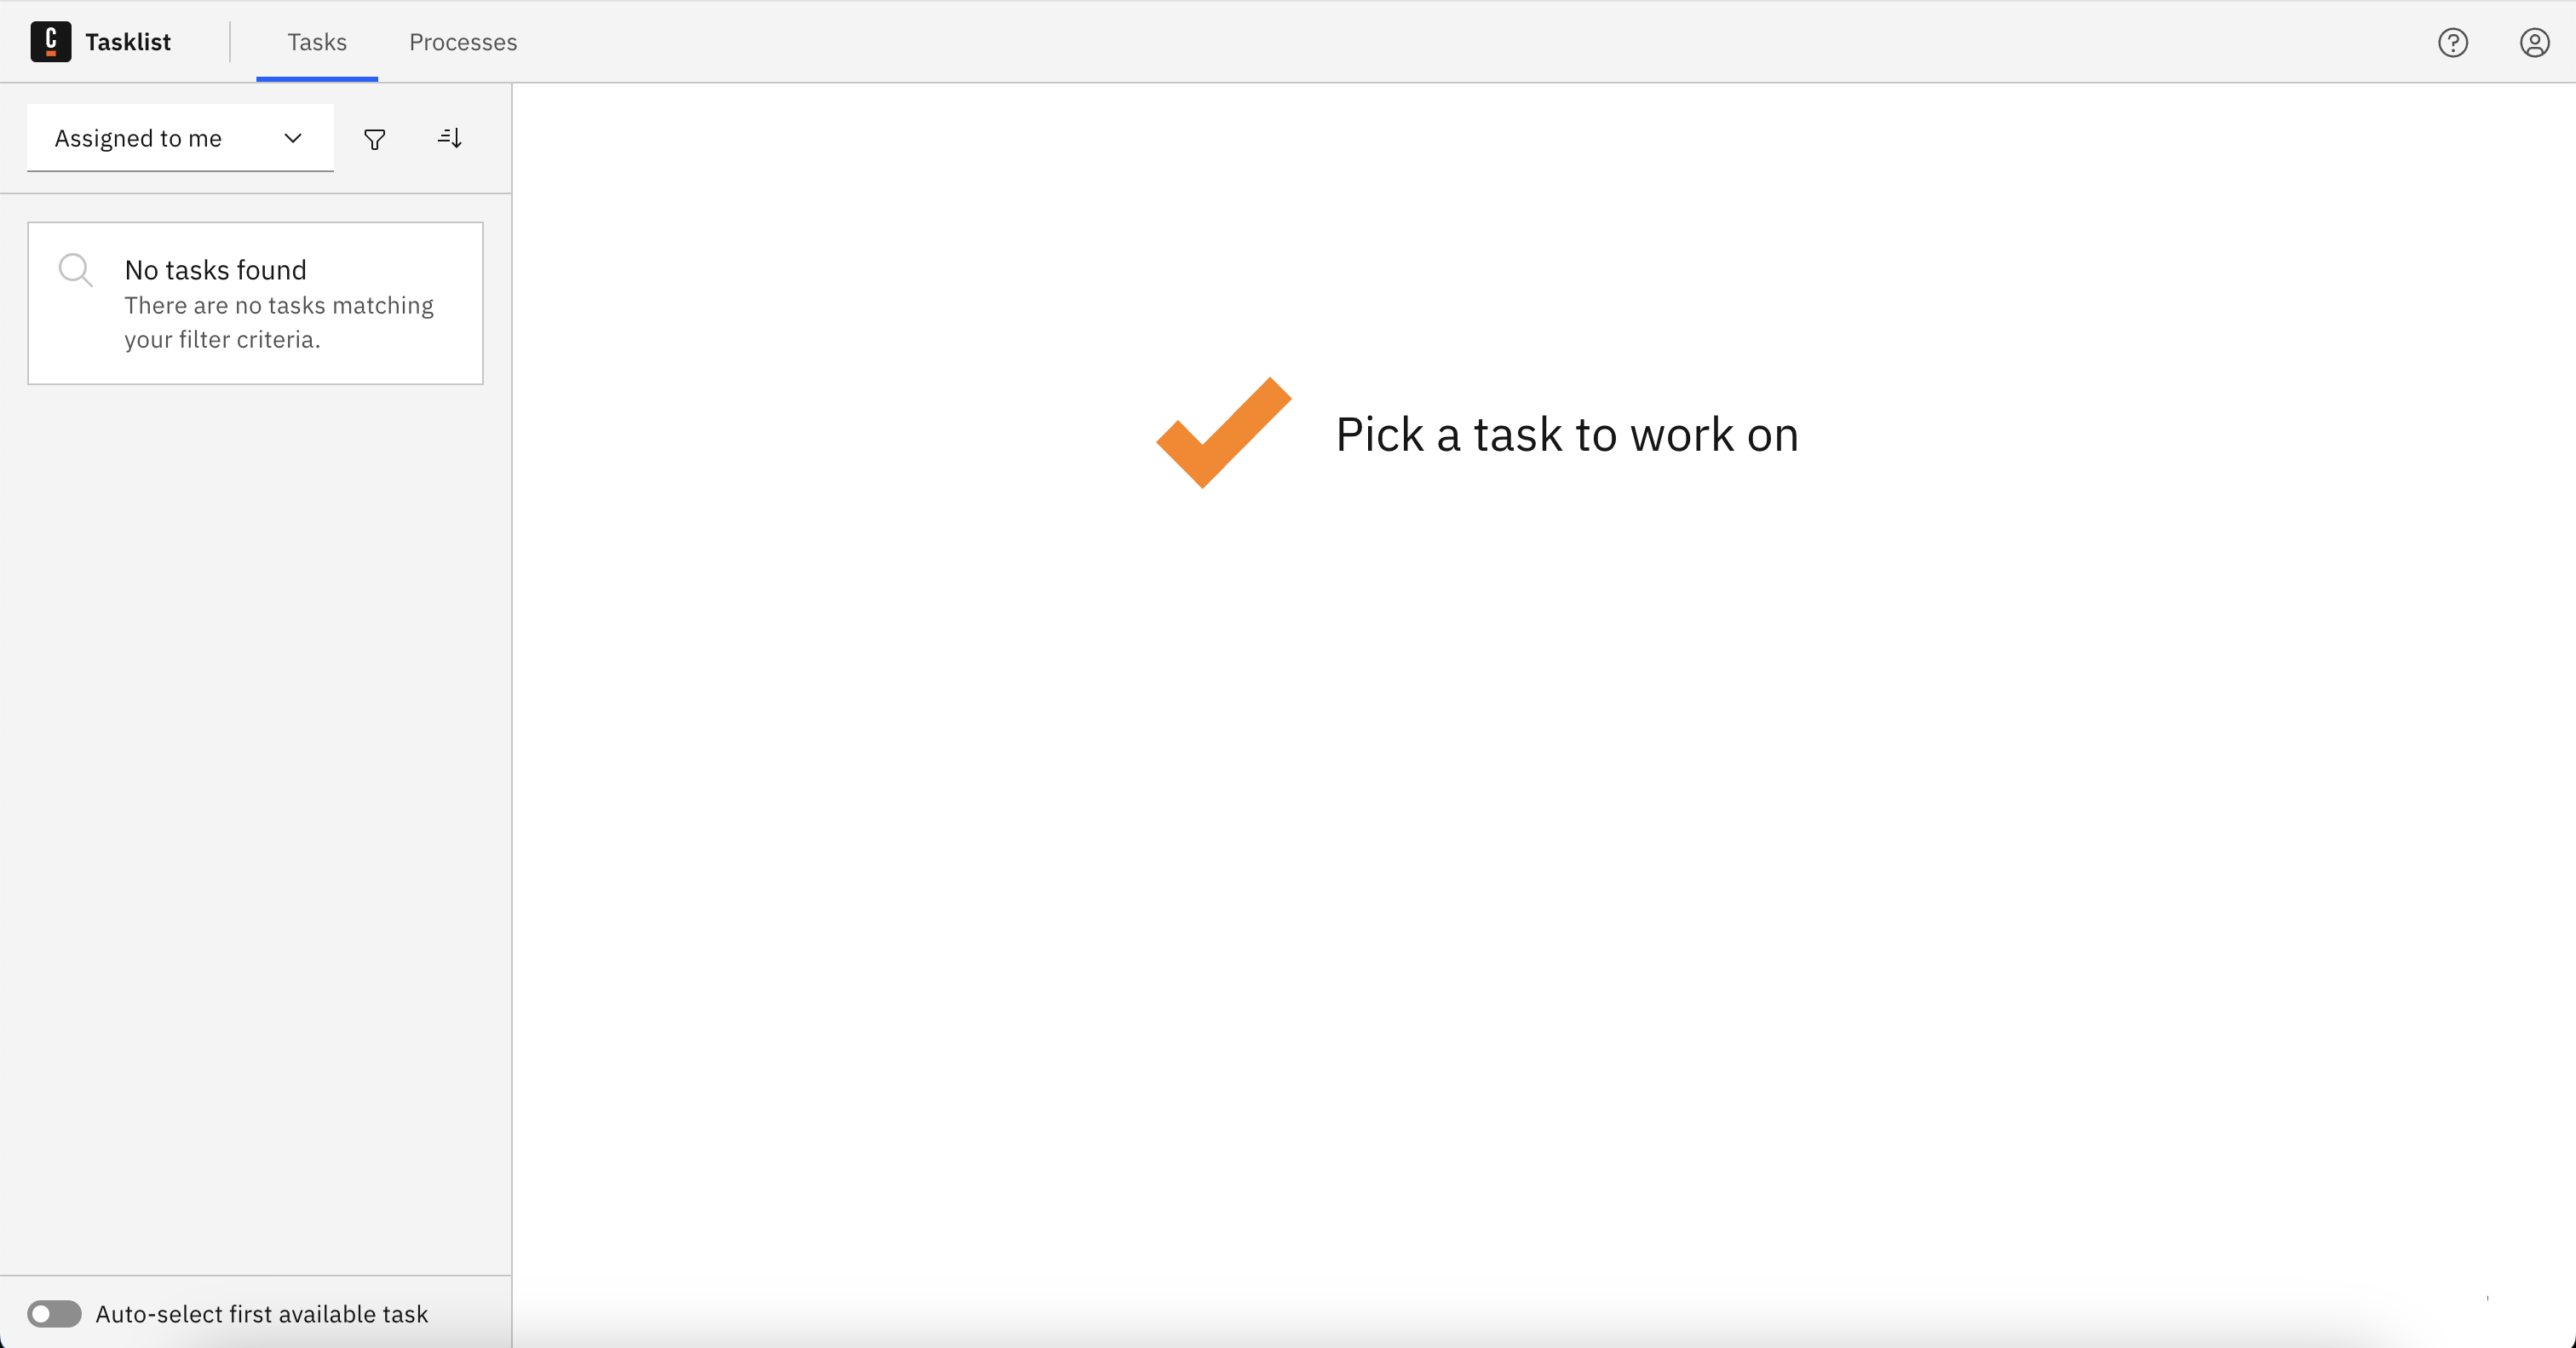 C Tasklist
Tasks
Processes
Assigned to me
No tasks found
There are no tasks matching
your filter criteria.
Pick a task to work on
Auto-select first available task